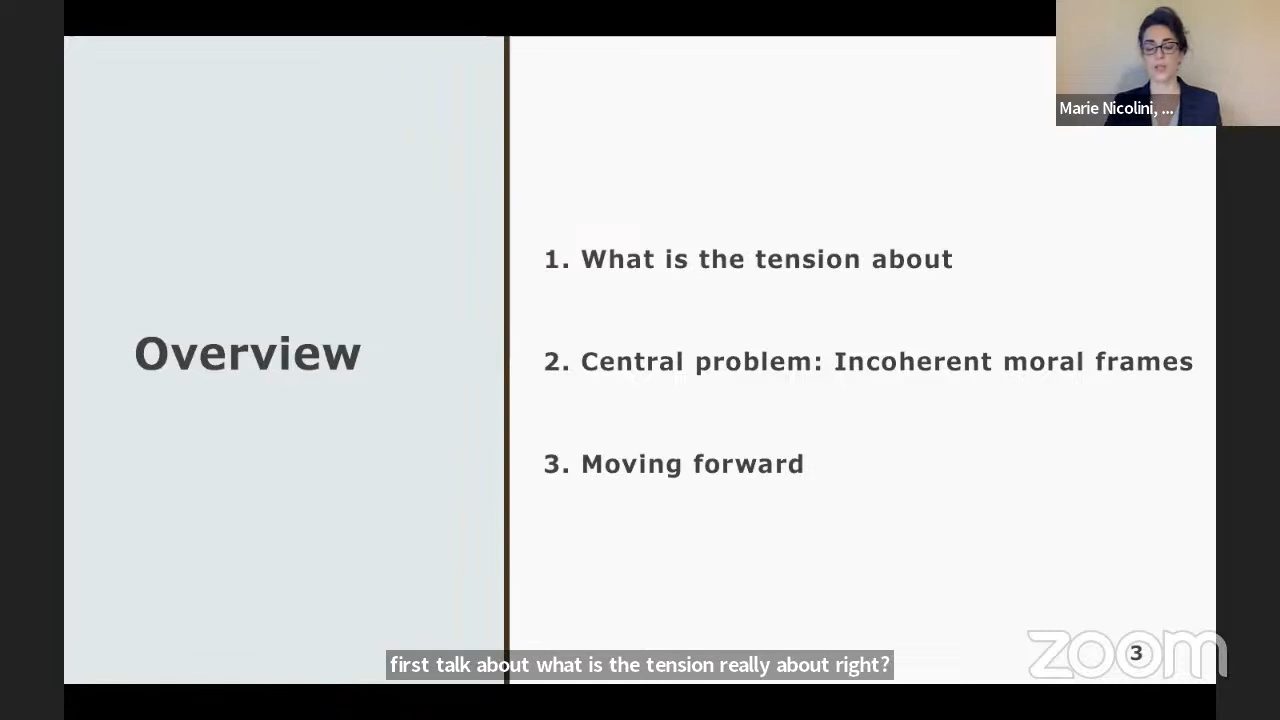 Marie Nicolini, ...
Overview
1. What is the tension about
2. Central problem: Incoherent moral frames
3. Moving forward
first talk about what is the tension really about right?
zoom
3